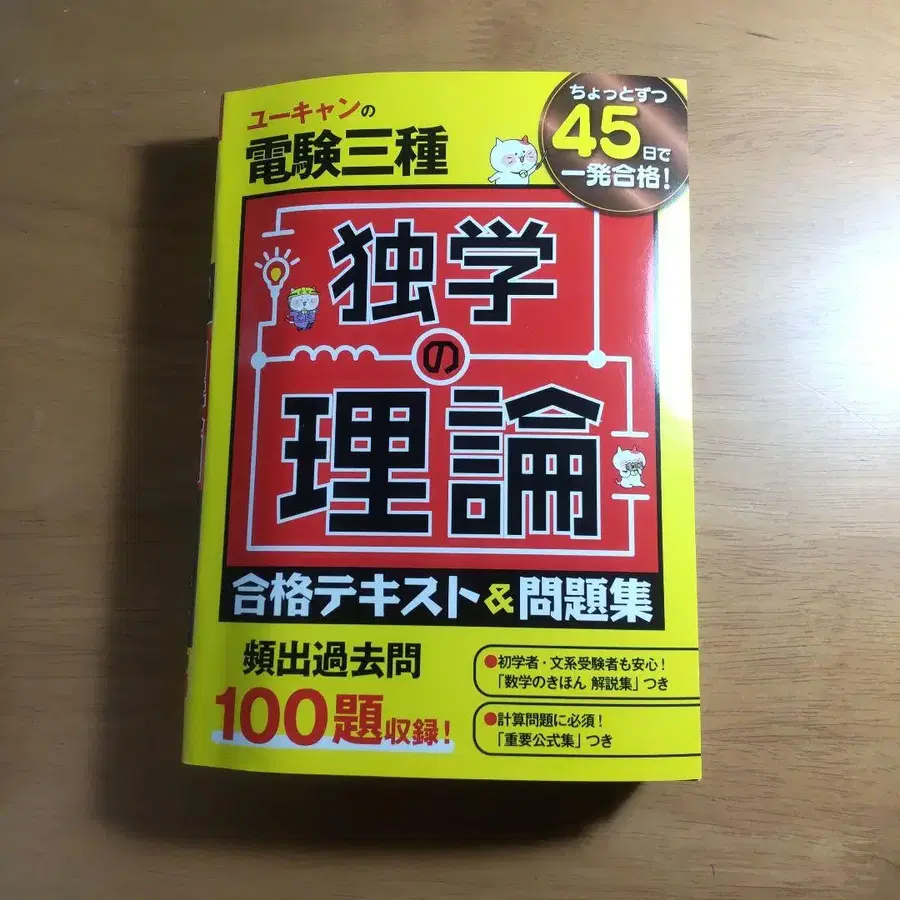 ユーキャンの
電験三種
ちょっとずつ
45日で
一発合格！
独学
の
理論
合格テキスト&問題集
頻出過去問
100題収録！
●初学者・文系受験者も安心！
「数学のきほん 解説集」つき
●計算問題に必須！
「重要公式集」つき